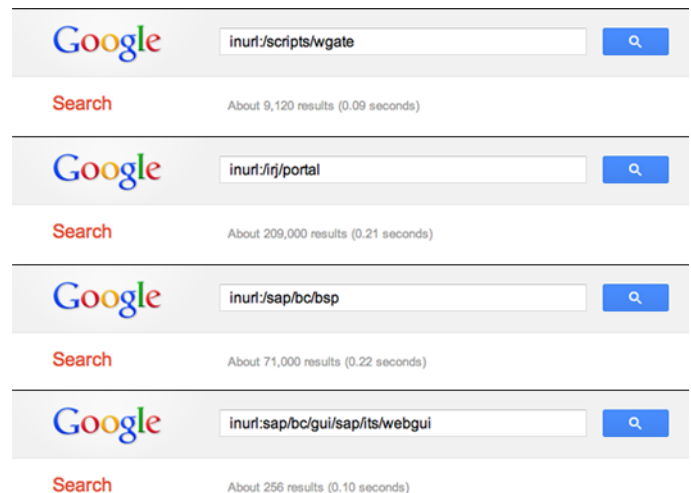 Google inurl:/scripts/wgate
Search About 9,120 results (0.09 seconds)
Google inurl:/irj/portal
Search About 209,000 results (0.21 seconds)
Google inurl:/sap/bc/bsp
Search About 71,000 results (0.22 seconds)
Google inurl:sap/bc/gui/sap/its/webgui
Search About 256 results (0.10 seconds)